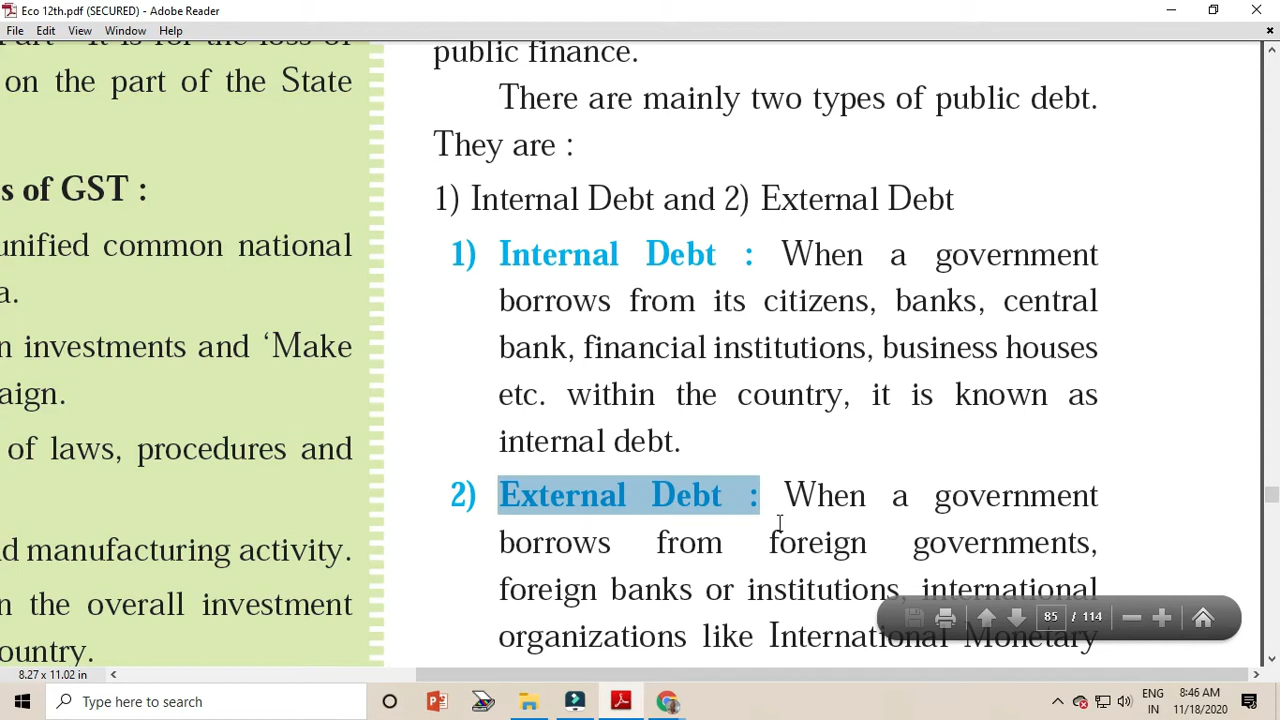 Eco 12th.pdf (SECURED) - Adobe Reader
File Edit View Window Help
on the part of the State
s of GST :
unified common national
a.
n investments and ‘Make
aign.
of laws, procedures and
d manufacturing activity.
n the overall investment
ountry.
public finance.
There are mainly two types of public debt.
They are :
1) Internal Debt and 2) External Debt
1) Internal Debt : When a government
borrows from its citizens, banks, central
bank, financial institutions, business houses
etc. within the country, it is known as
internal debt.
2) External Debt : When a government
borrows from foreign governments,
foreign banks or institutions, international
organizations like International Monetary
85 / 114
8.27 x 11.02 in
Type here to search
ENG
IN
8:46 AM
11/18/2020